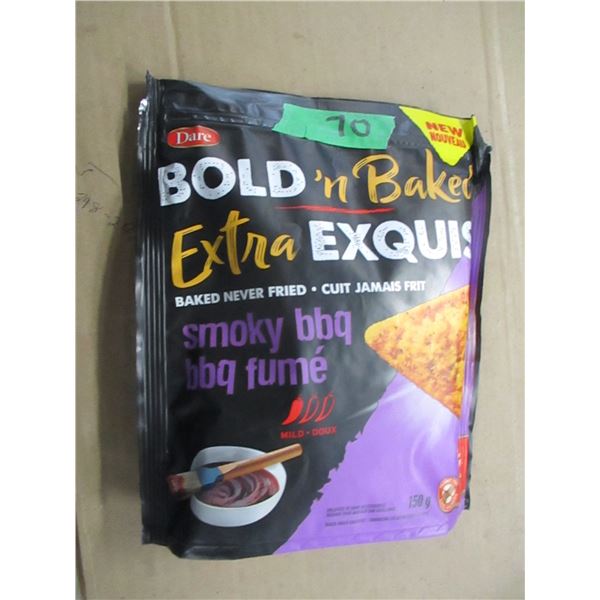 70
NEW
NOUVEAU
Dare
BOLD 'n Baked
Extra EXQUIS
BAKED NEVER FRIED • CUIT JAMAIS FRIT
smoky bbq
bbq fumé
MILD • DOUX
150 g